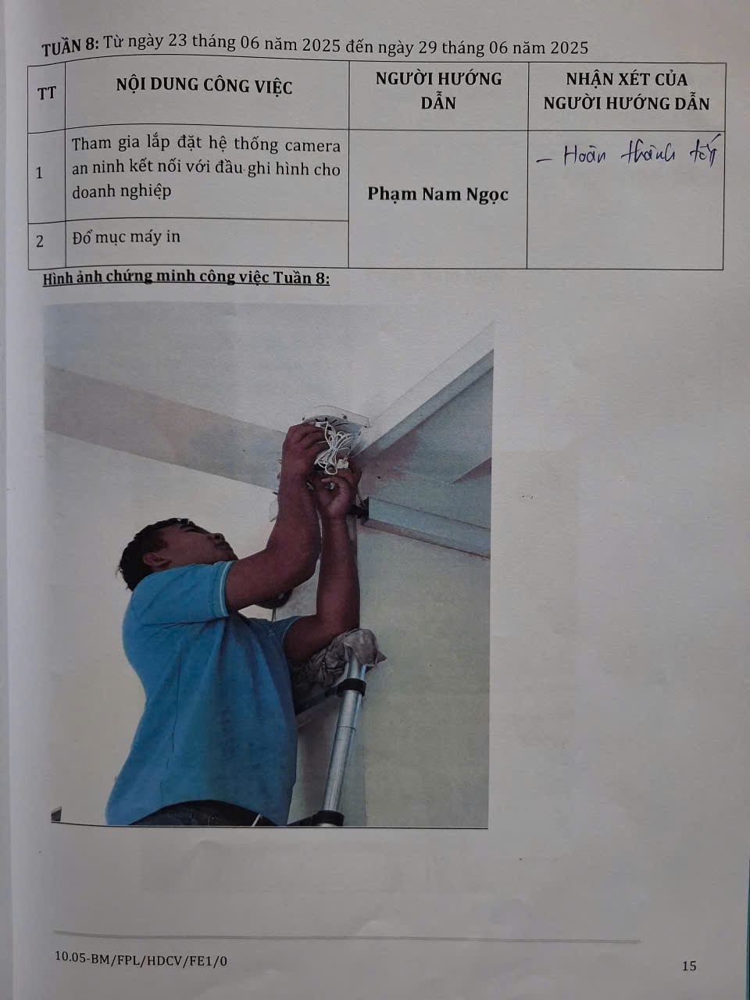 TUẦN 8: Từ ngày 23 tháng 06 năm 2025 đến ngày 29 tháng 06 năm 2025
TT
NỘI DUNG CÔNG VIỆC
NGƯỜI HƯỚNG
DẪN
NHẬN XÉT CỦA
NGƯỜI HƯỚNG DẪN
1
Tham gia lắp đặt hệ thống camera
an ninh kết nối với đầu ghi hình cho
doanh nghiệp
Phạm Nam Ngọc
– Hoàn thành tốt
2
Đổ mục máy in
Hình ảnh chứng minh công việc Tuần 8:
10.05-BM/FPL/HDCV/FE1/0
15